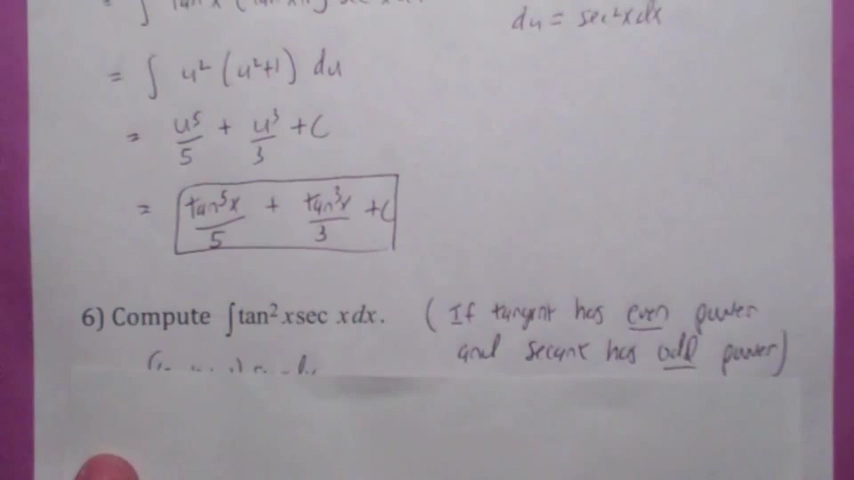 du = sec²x dx
= ∫ u² (u²+1) du
= u⁵/5 + u³/3 + C
= tan⁵x/5 + tan³x/3 + C
6) Compute ∫tan² x sec x dx. (If tangent has even power
and secant has odd power)